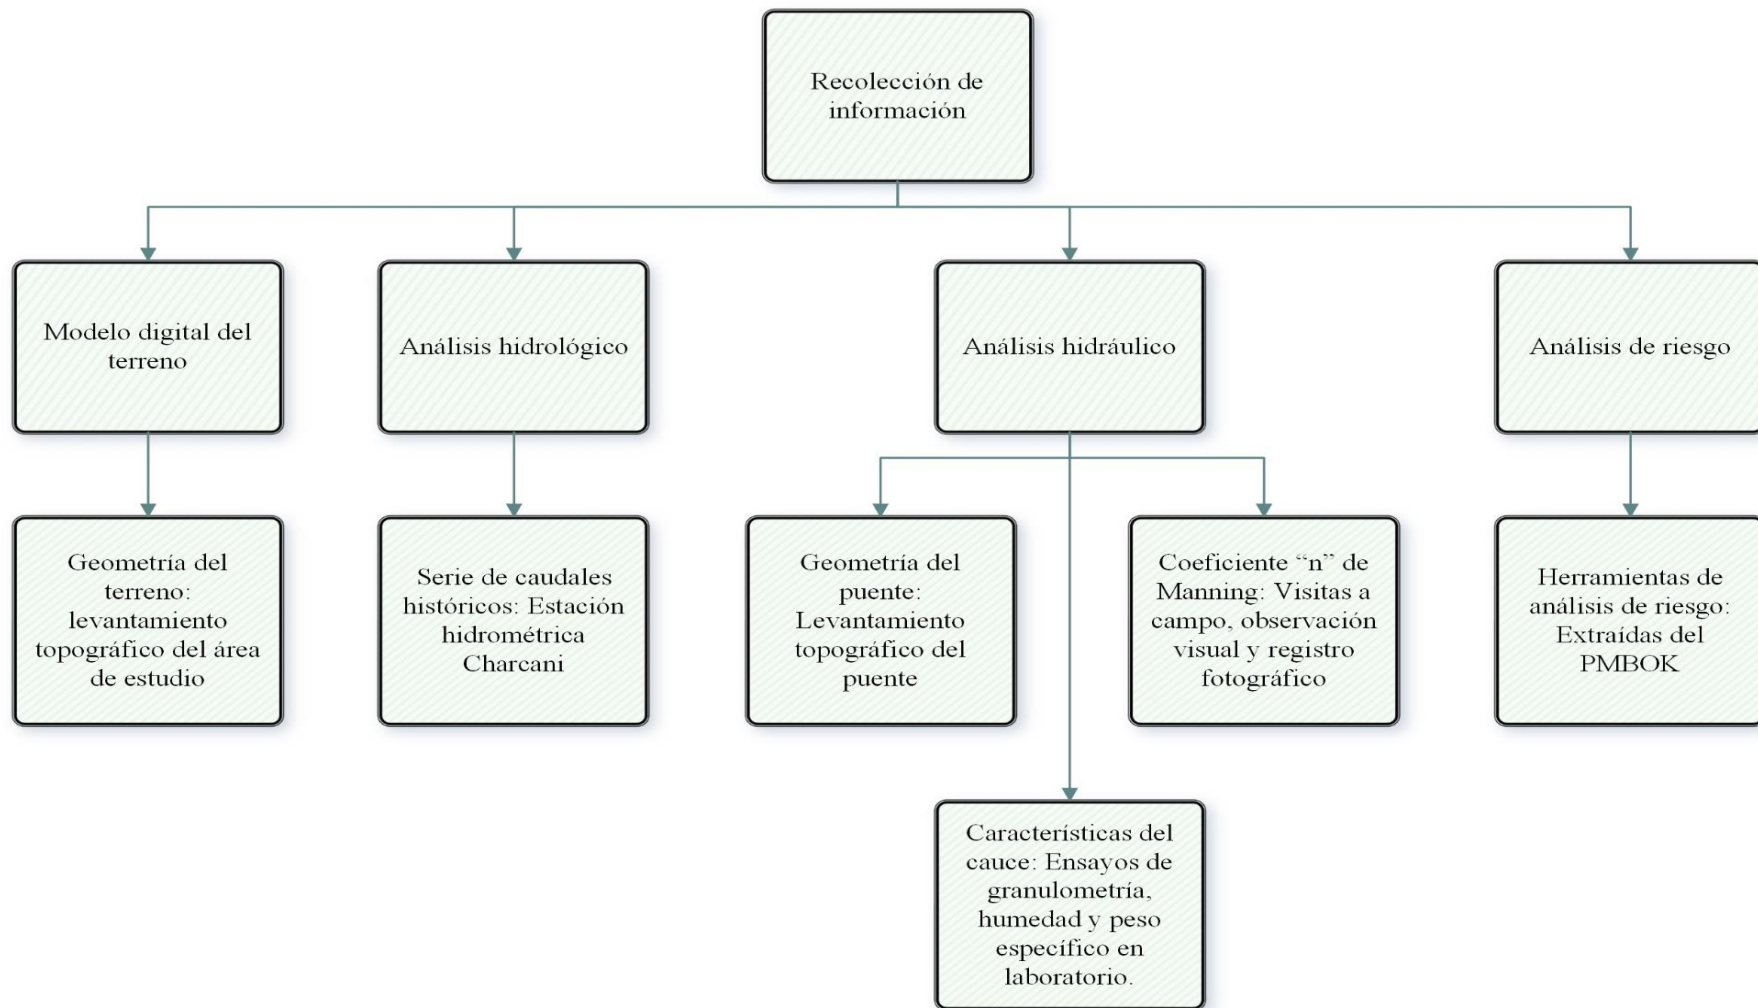 Recolección de
información
Modelo digital del
terreno
Análisis hidrológico
Análisis hidráulico
Análisis de riesgo
Geometría del
terreno:
levantamiento
topográfico del área
de estudio
Serie de caudales
históricos: Estación
hidrométrica
Charcani
Geometría del
puente:
Levantamiento
topográfico del
puente
Coeficiente “n” de
Manning: Visitas a
campo, observación
visual y registro
fotográfico
Herramientas de
análisis de riesgo:
Extraídas del
PMBOK
Características del
cauce: Ensayos de
granulometría,
humedad y peso
específico en
laboratorio.